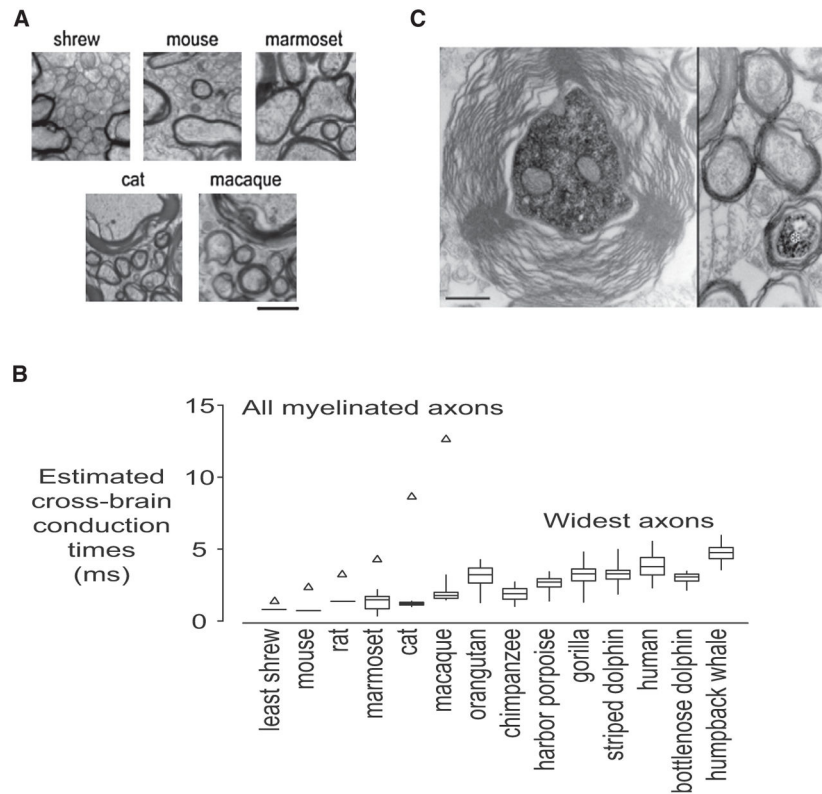 A
shrew
mouse
marmoset
cat
macaque
C
B
15
10
5
0
Estimated
cross-brain
conduction
times
(ms)
All myelinated axons
Widest axons
least shrew
mouse
rat
marmoset
cat
macaque
orangutan
chimpanzee
harbor porpoise
gorilla
striped dolphin
human
bottlenose dolphin
humpback whale